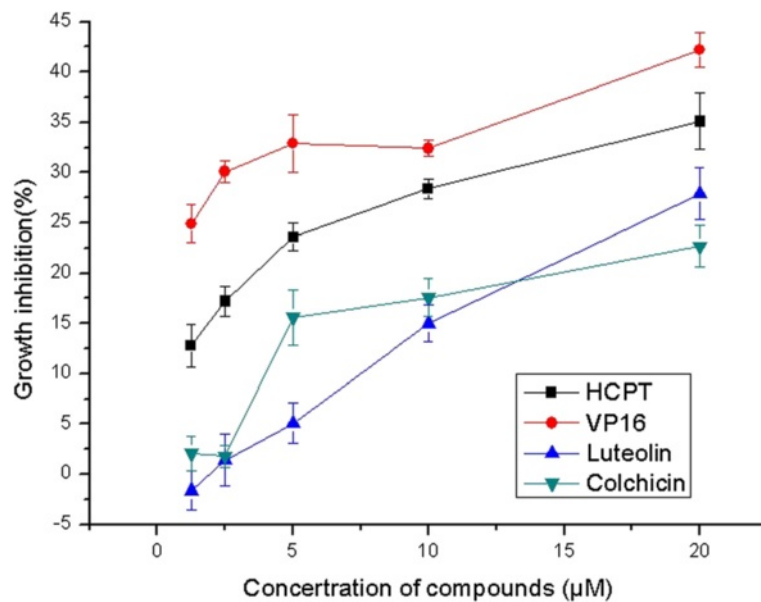 45
40
35
30
25
20
15
10
5
0
-5
Growth inhibition(%)
HCPT
VP16
Luteolin
Colchicin
0 5 10 15 20
Concertration of compounds (μM)